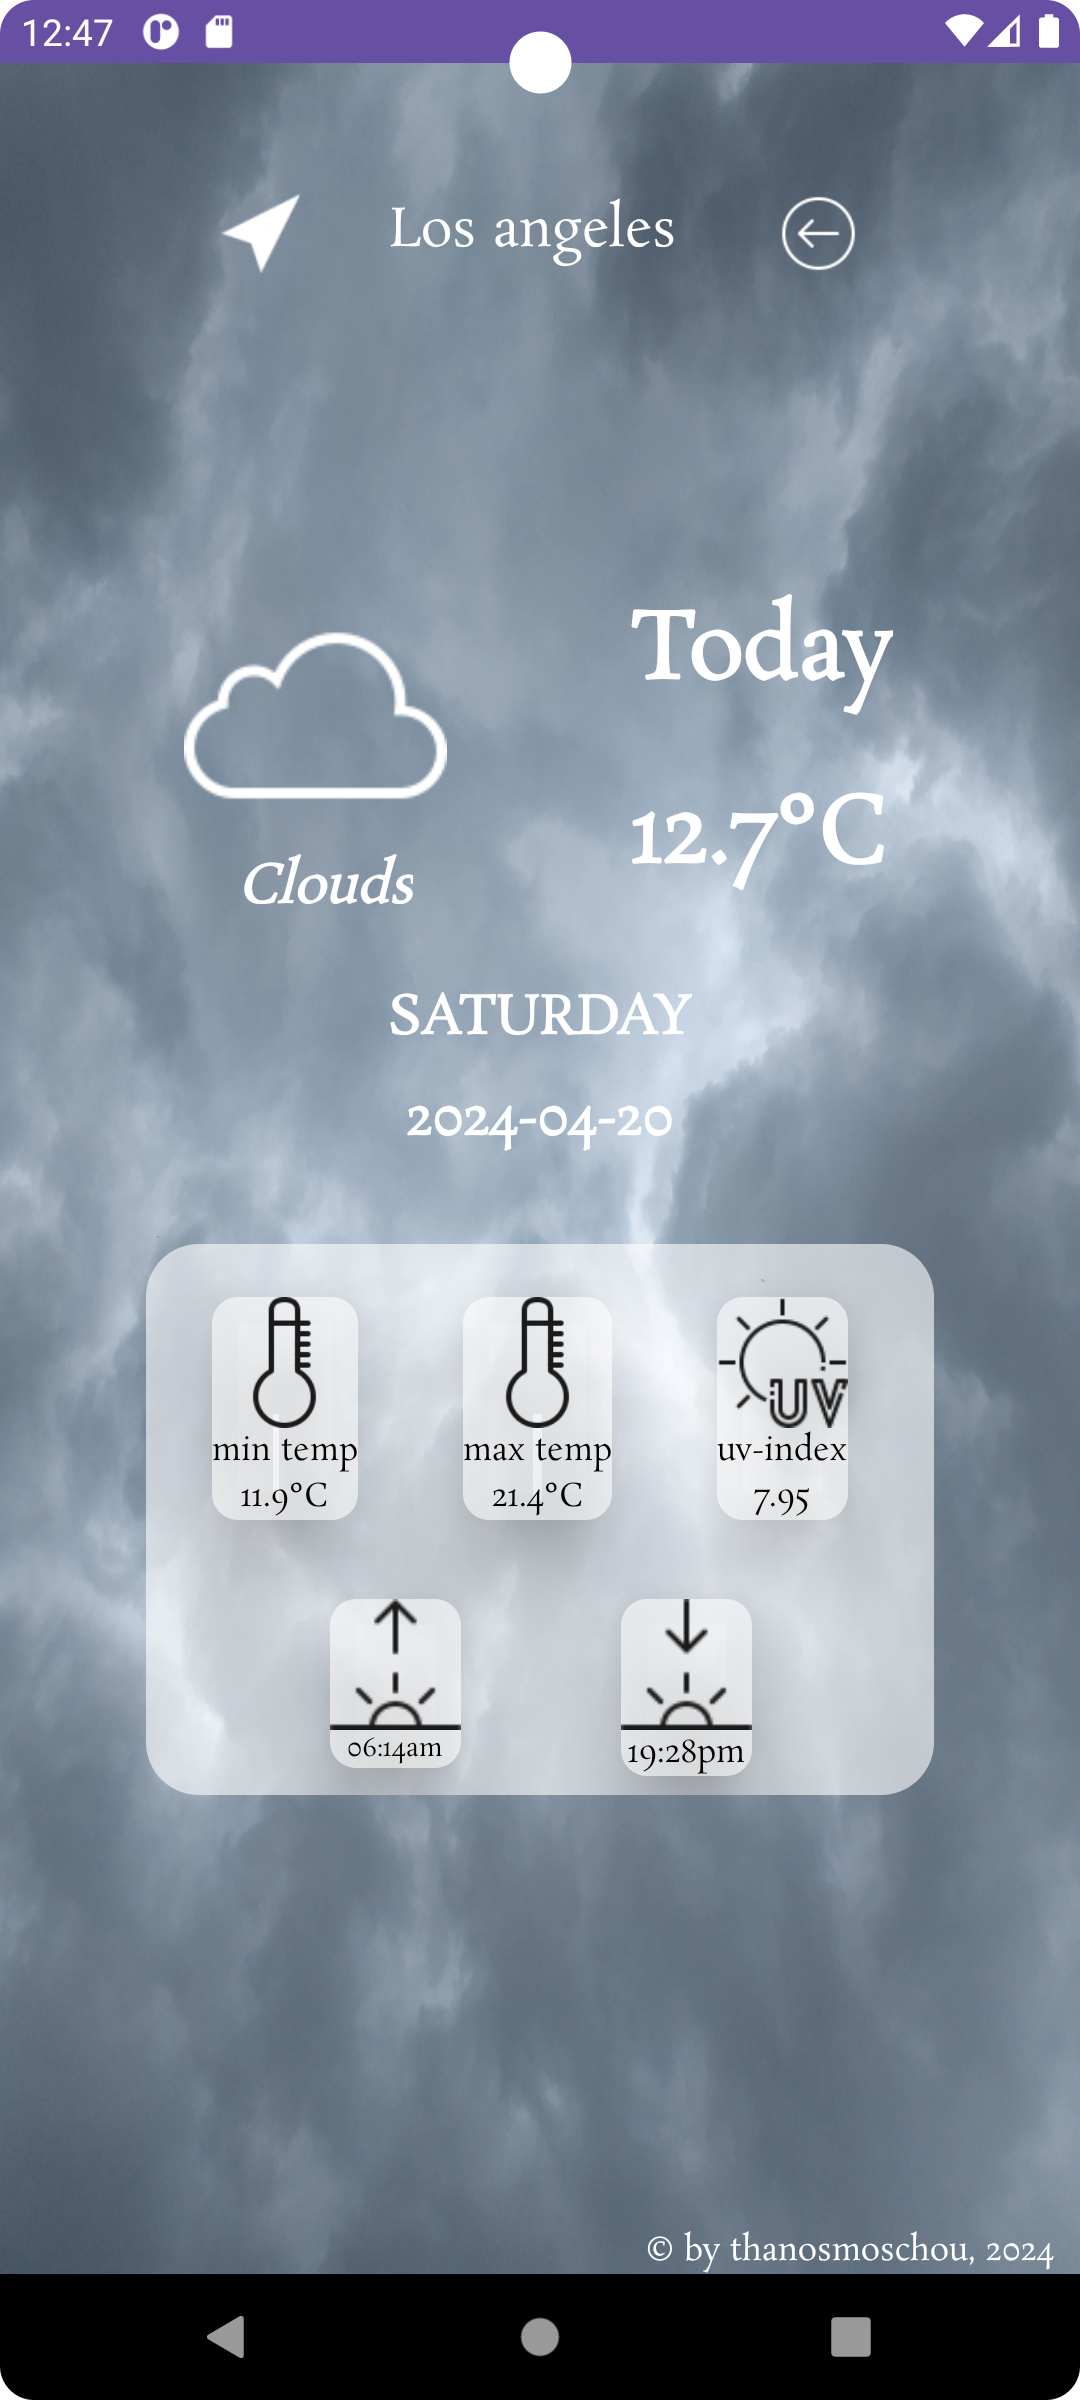 12:47
Los angeles
Today
12.7°C
Clouds
SATURDAY
2024-04-20
UV
min temp
11.9°C
max temp
21.4°C
uv-index
7.95
06:14am
19:28pm
© by thanosmoschou, 2024